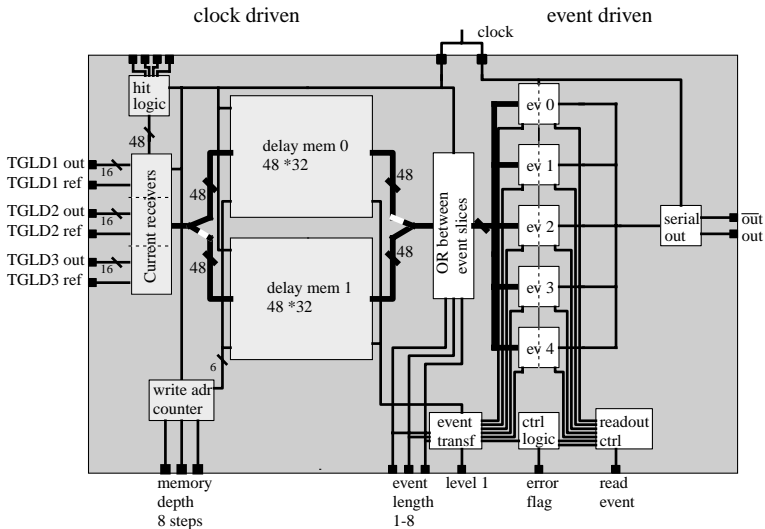 clock driven
event driven
clock
hit
logic
48
TGLD1 out
16
TGLD1 ref
TGLD2 out
16
TGLD2 ref
TGLD3 out
16
TGLD3 ref
Current receivers
48
48
delay mem 0
48 *32
delay mem 1
48 *32
48
48
6
OR between
event slices
ev 0
ev 1
ev 2
ev 3
ev 4
serial
out
out
out
write adr
counter
event
transf
ctrl
logic
readout
ctrl
memory
depth
8 steps
event
length
1-8
level 1
error
flag
read
event